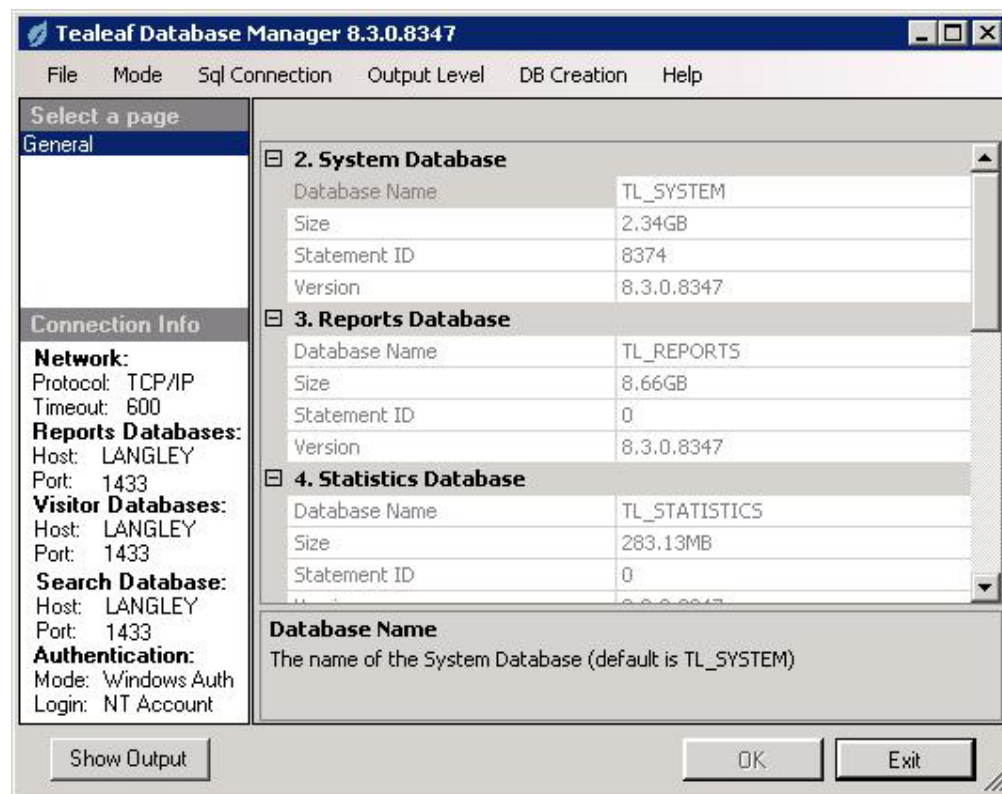 Tealeaf Database Manager 8.3.0.8347
File Mode Sql Connection Output Level DB Creation Help
Select a page
General
Connection Info
Network:
Protocol: TCP/IP
Timeout: 600
Reports Databases:
Host: LANGLEY
Port: 1433
Visitor Databases:
Host: LANGLEY
Port: 1433
Search Database:
Host: LANGLEY
Port: 1433
Authentication:
Mode: Windows Auth
Login: NT Account
2. System Database
Database Name TL_SYSTEM
Size 2.34GB
Statement ID 8374
Version 8.3.0.8347
3. Reports Database
Database Name TL_REPORTS
Size 8.66GB
Statement ID 0
Version 8.3.0.8347
4. Statistics Database
Database Name TL_STATISTICS
Size 283.13MB
Statement ID 0
Database Name
The name of the System Database (default is TL_SYSTEM)
Show Output
OK
Exit